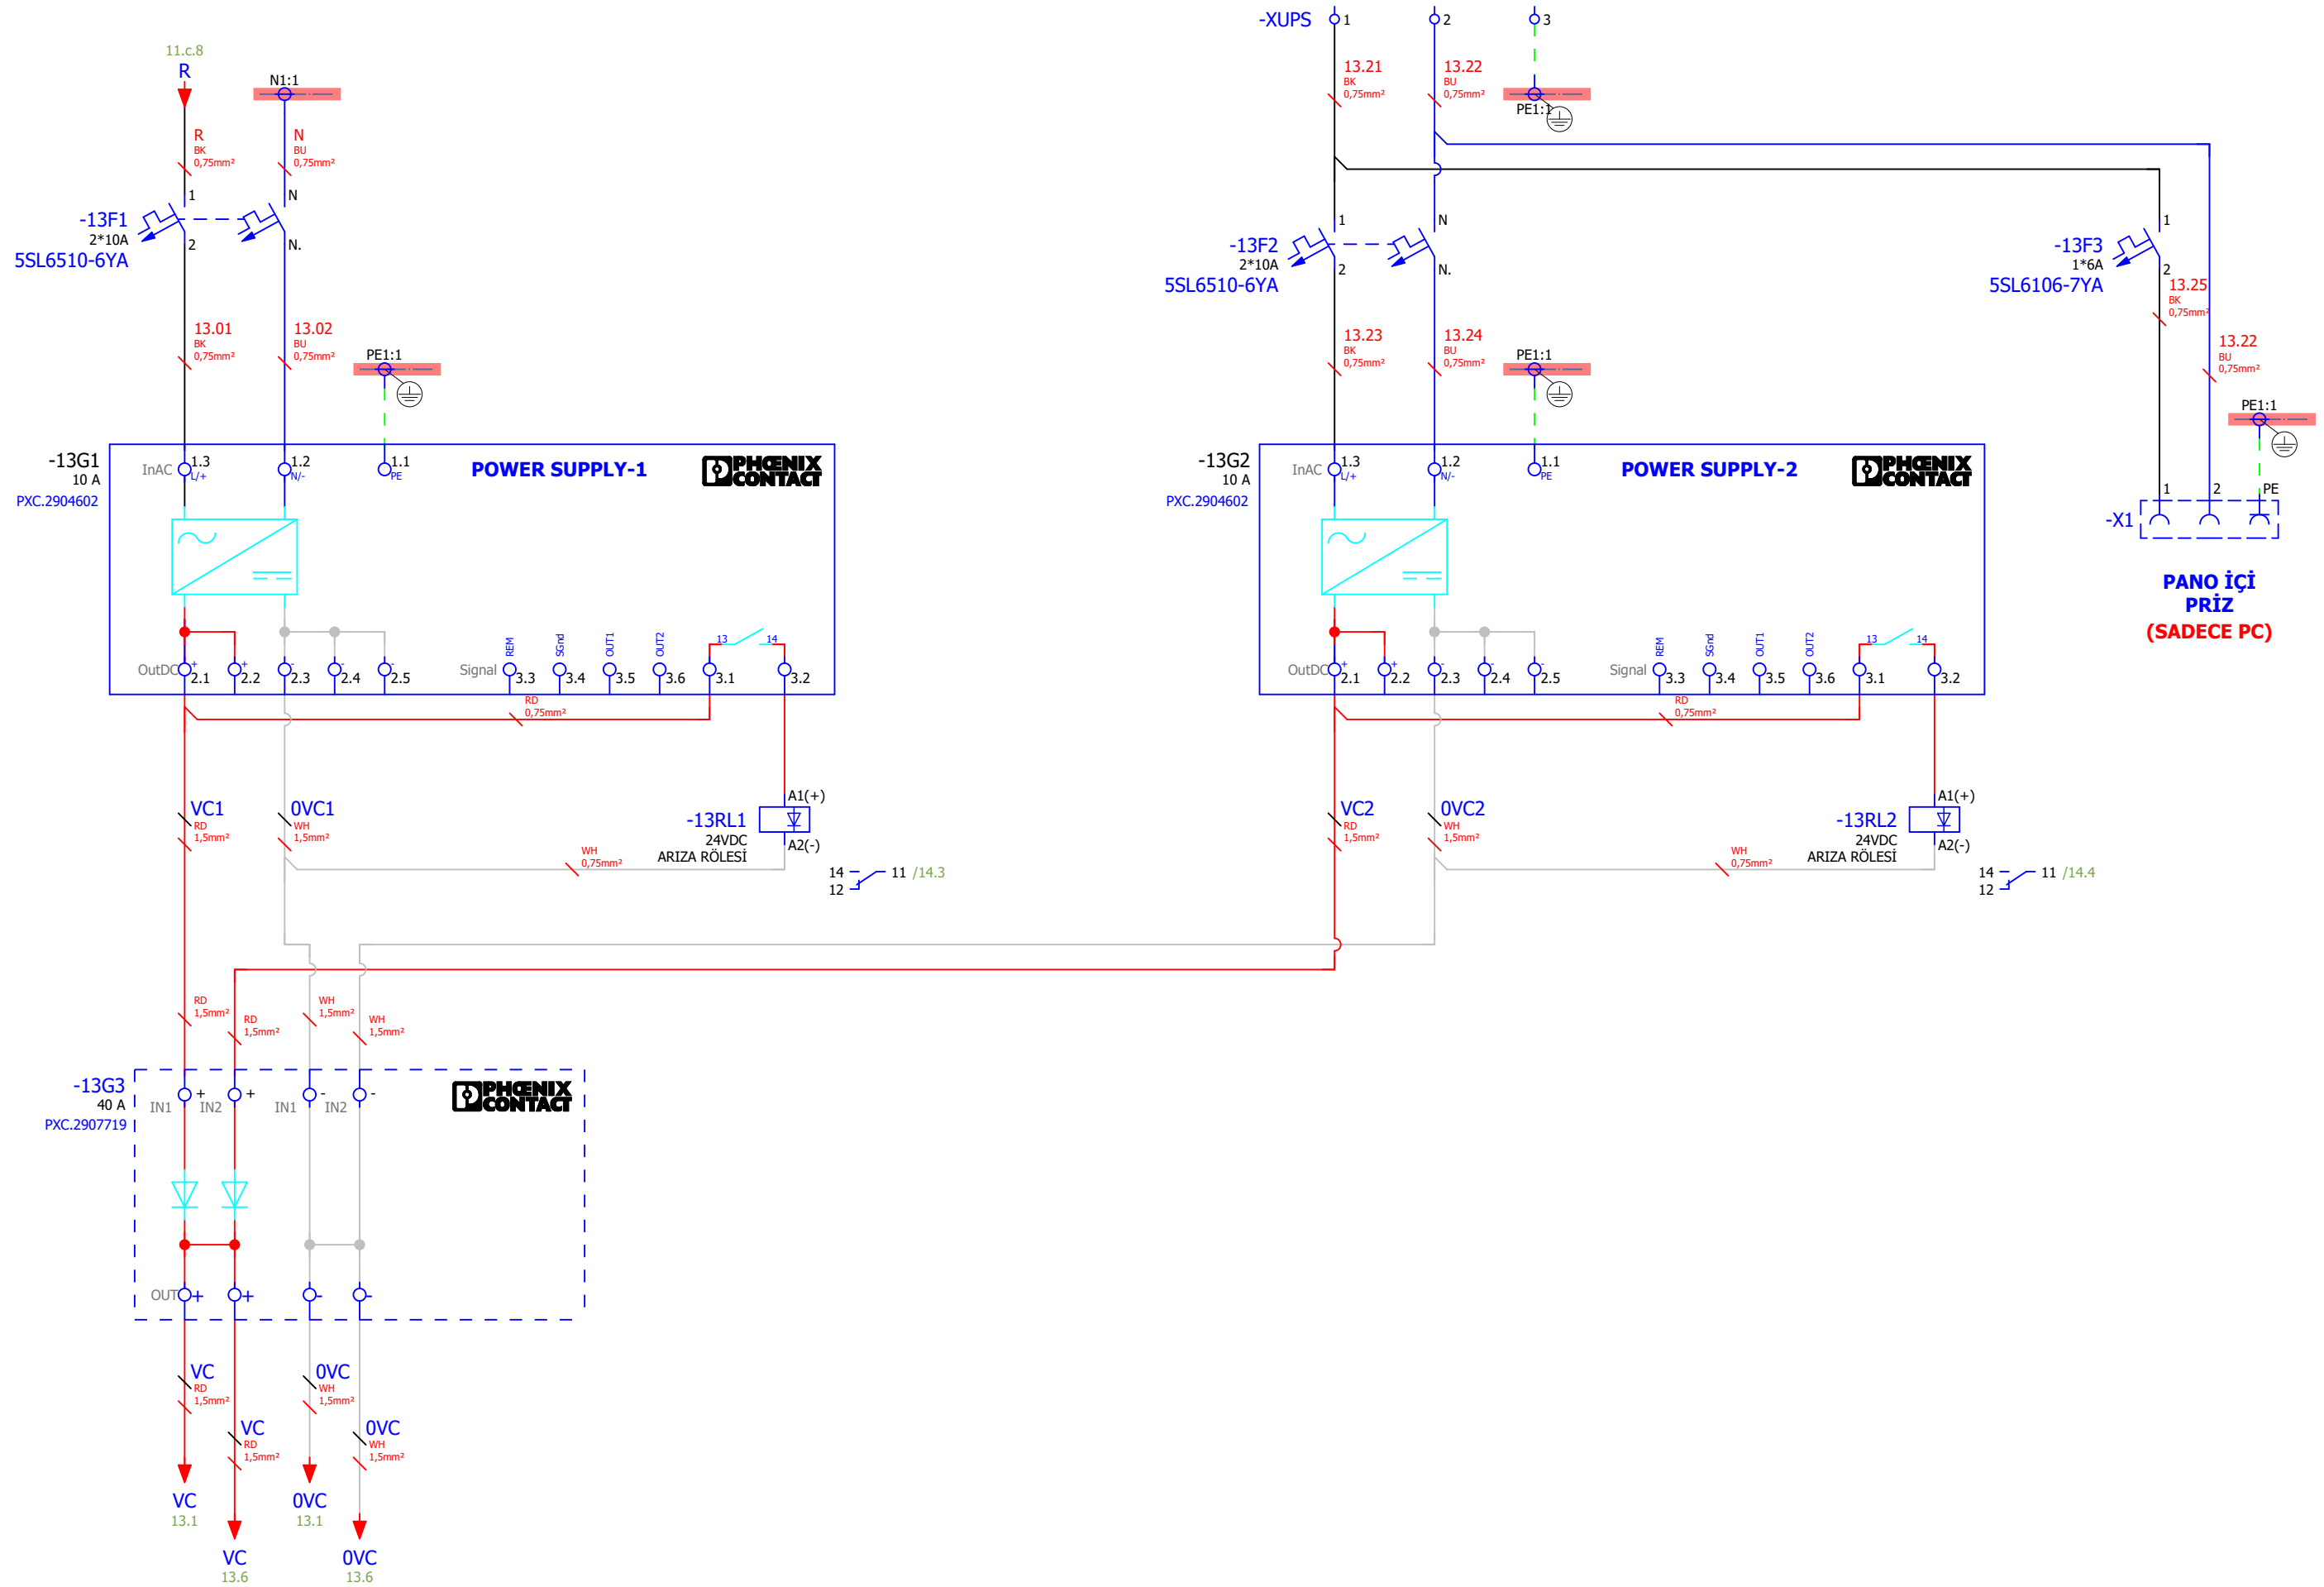 11.c.8
R
N1:1
R
BK
0,75mm²
N
BU
0,75mm²
1
N
-13F1
2*10A
5SL6510-6YA
2
N.
13.01
BK
0,75mm²
13.02
BU
0,75mm²
PE1:1
-13G1
10 A
PXC.2904602
InAC
1.3
L/+
1.2
N/-
1.1
PE
POWER SUPPLY-1
PHŒNIX
CONTACT
OutDC
+
2.1
+
2.2
-
2.3
-
2.4
-
2.5
Signal
REM
3.3
SGnd
3.4
OUT1
3.5
OUT2
3.6
13
14
3.1
3.2
RD
0,75mm²
VC1
RD
1,5mm²
0VC1
WH
1,5mm²
-13RL1
24VDC
ARIZA RÖLESİ
A1(+)
A2(-)
WH
0,75mm²
14
12
11
/14.3
-XUPS
1
2
3
13.21
BK
0,75mm²
13.22
BU
0,75mm²
PE1:1
1
N
-13F2
2*10A
5SL6510-6YA
2
N.
13.23
BK
0,75mm²
13.24
BU
0,75mm²
PE1:1
-13G2
10 A
PXC.2904602
InAC
1.3
L/+
1.2
N/-
1.1
PE
POWER SUPPLY-2
PHŒNIX
CONTACT
OutDC
+
2.1
+
2.2
-
2.3
-
2.4
-
2.5
Signal
REM
3.3
SGnd
3.4
OUT1
3.5
OUT2
3.6
13
14
3.1
3.2
RD
0,75mm²
VC2
RD
1,5mm²
0VC2
WH
1,5mm²
-13RL2
24VDC
ARIZA RÖLESİ
A1(+)
A2(-)
WH
0,75mm²
14
12
11
/14.4
1
-13F3
1*6A
5SL6106-7YA
2
13.25
BK
0,75mm²
13.22
BU
0,75mm²
PE1:1
1
2
PE
-X1
PANO İÇİ
PRİZ
(SADECE PC)
RD
1,5mm²
RD
1,5mm²
WH
1,5mm²
WH
1,5mm²
-13G3
40 A
PXC.2907719
+
IN1
+
IN2
-
IN1
-
IN2
PHŒNIX
CONTACT
OUT
+
+
-
-
VC
RD
1,5mm²
VC
RD
1,5mm²
0VC
WH
1,5mm²
0VC
WH
1,5mm²
VC
13.1
0VC
13.1
VC
13.6
0VC
13.6